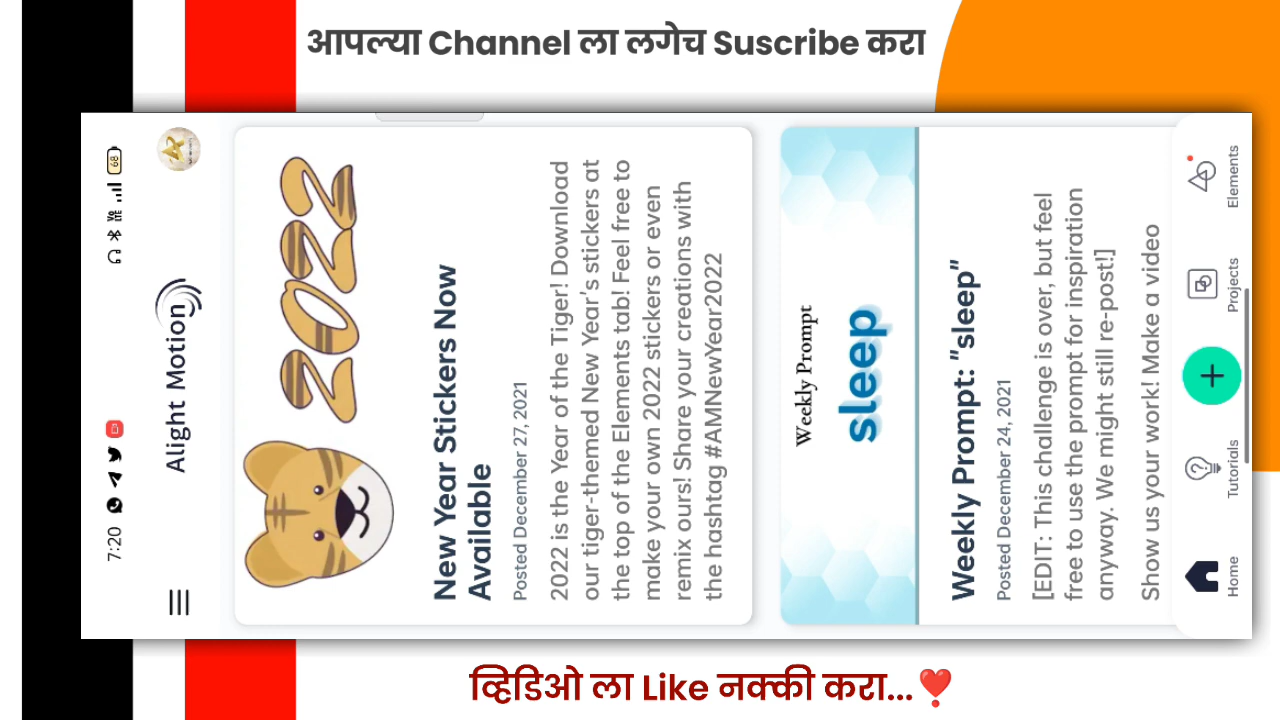 आपल्या Channel ला लगेच Suscribe करा
7:20
68
Alight Motion
2022
New Year Stickers Now
Available
Posted December 27, 2021
2022 is the Year of the Tiger! Download
our tiger-themed New Year's stickers at
the top of the Elements tab! Feel free to
make your own 2022 stickers or even
remix ours! Share your creations with
the hashtag #AMNewYear2022
Weekly Prompt
sleep
Weekly Prompt: "sleep"
Posted December 24, 2021
[EDIT: This challenge is over, but feel
free to use the prompt for inspiration
anyway. We might still re-post!]
Show us your work! Make a video
Home
Tutorials
Projects
Elements
व्हिडिओ ला Like नक्की करा...